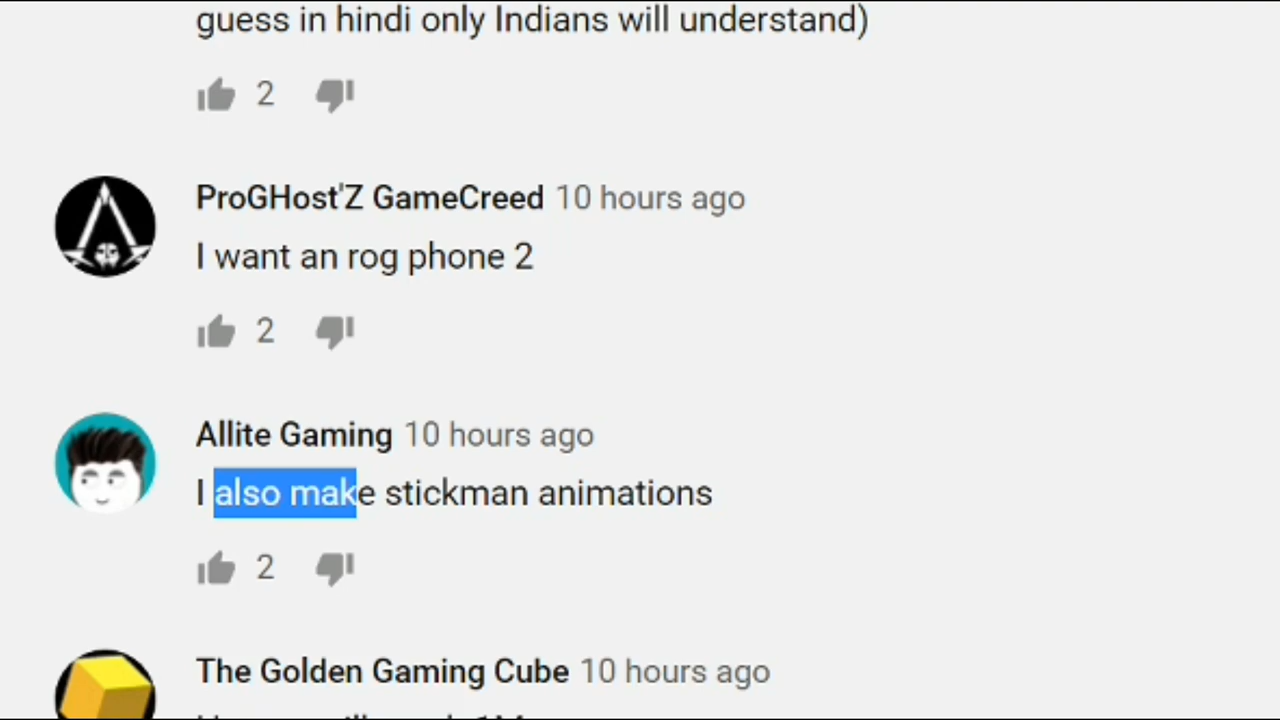 guess in hindi only Indians will understand)
2
ProGHost'Z GameCreed 10 hours ago
I want an rog phone 2
2
Allite Gaming 10 hours ago
I also make stickman animations
2
The Golden Gaming Cube 10 hours ago